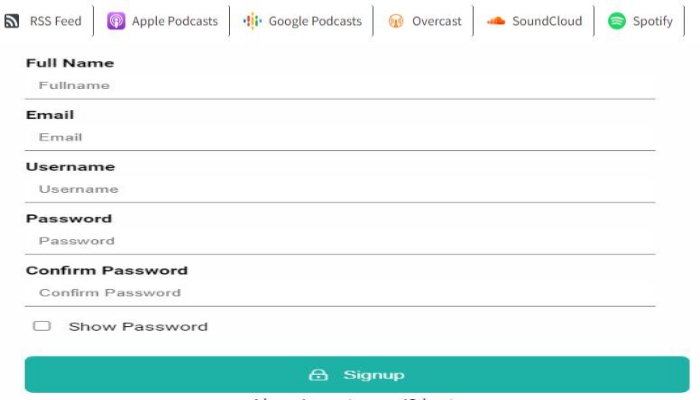 RSS Feed Apple Podcasts Google Podcasts Overcast SoundCloud Spotify
Full Name
Fullname
Email
Email
Username
Username
Password
Password
Confirm Password
Confirm Password
Show Password
Signup